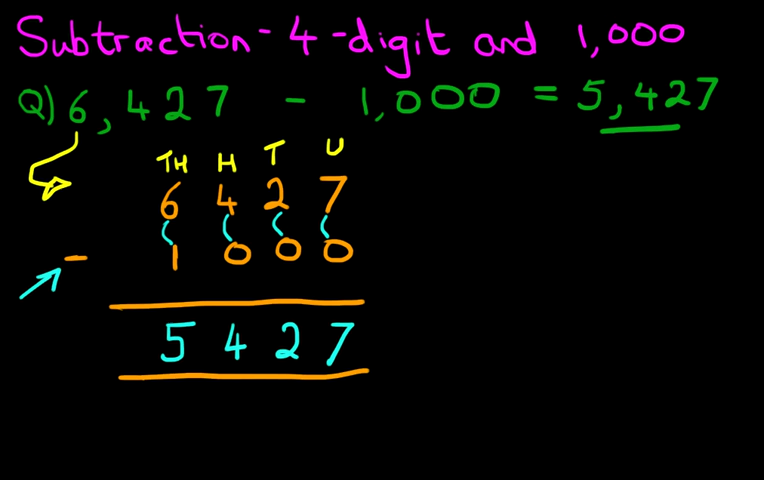 Subtraction - 4-digit and 1,000
Q) 6,427 - 1,000 = 5,427
TH H T U
6 4 2 7
- 1 0 0 0
5 4 2 7